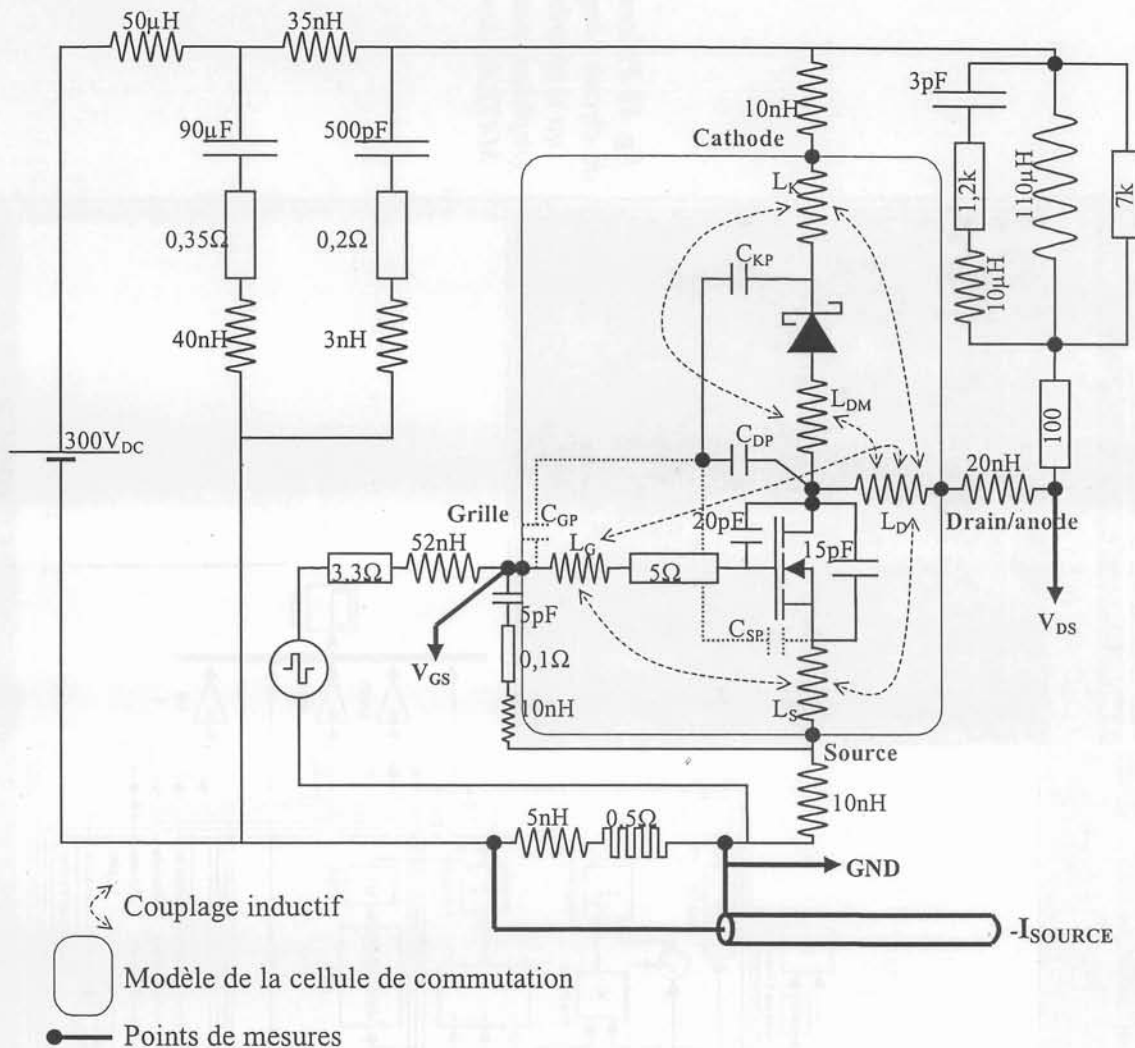 50µH
35nH
3pF
10nH
90µF
500pF
Cathode
L_K
1,2k
110µH
7k
0,35Ω
0,2Ω
C_KP
10µH
40nH
3nH
L_DM
300V_DC
C_DP
100
20nH
Grille
C_GP
20pF
L_D
Drain/anode
52nH
L_G
15pF
3,3Ω
5Ω
5pF
C_SP
V_DS
V_GS
0,1Ω
10nH
L_S
Source
10nH
5nH
0,5Ω
GND
Couplage inductif
-I_SOURCE
Modèle de la cellule de commutation
Points de mesures